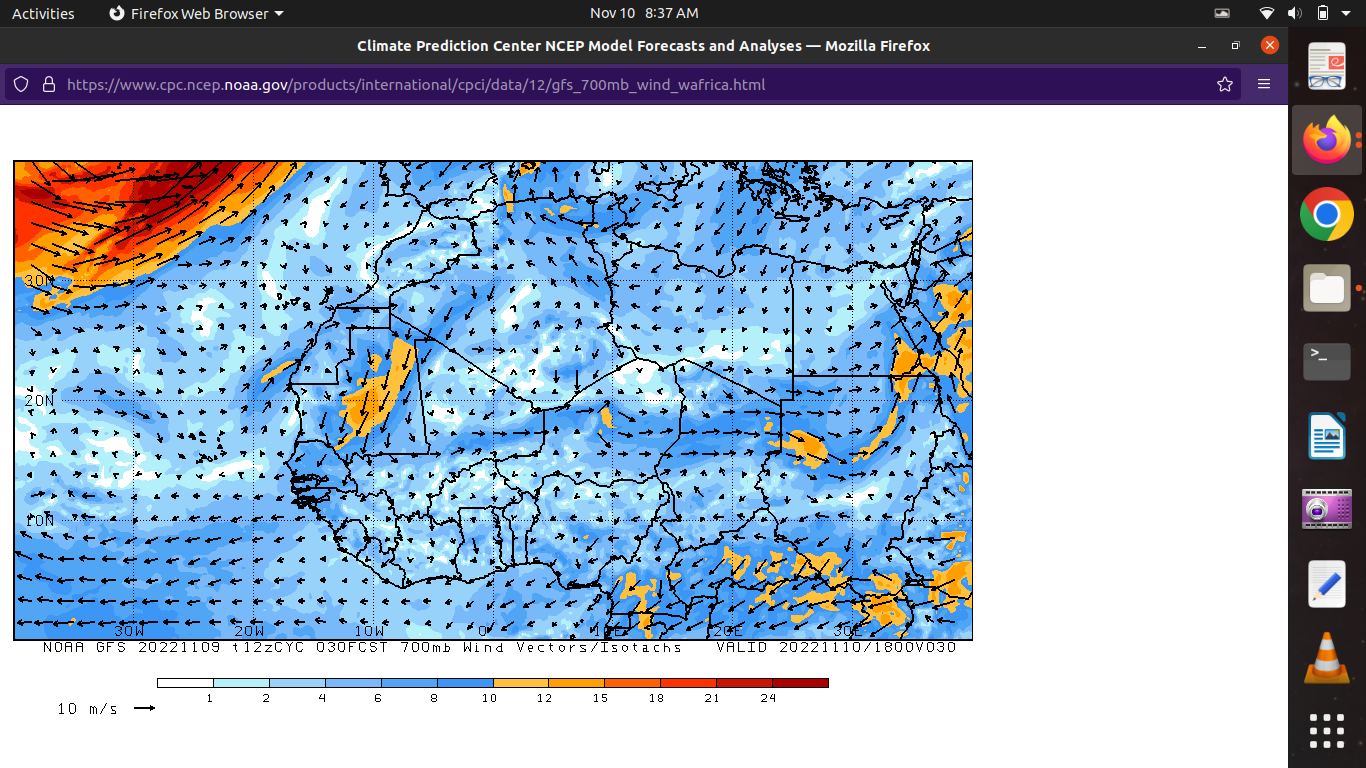 Activities Firefox Web Browser Nov 10 8:37 AM
Climate Prediction Center NCEP Model Forecasts and Analyses — Mozilla Firefox
https://www.cpc.ncep.noaa.gov/products/international/cpci/data/12/gfs_700mb_wind_wafrica.html
30N
20N
10N
30W 20W 10W 0 10E 20E 30E
NOAA GFS 20221109 t12zCYC 030FCST 700mb Wind Vectors/Isotachs VALID 20221110/1800V030
1 2 4 6 8 10 12 15 18 21 24
10 m/s